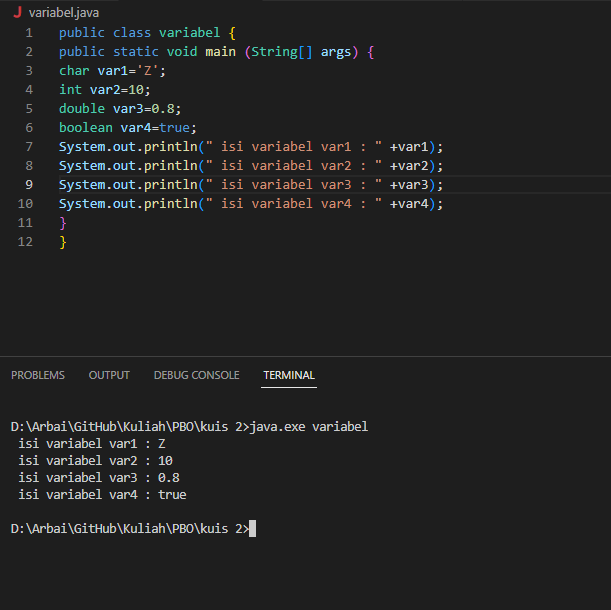 J variabel.java
1 public class variabel {
2 public static void main (String[] args) {
3 char var1='Z';
4 int var2=10;
5 double var3=0.8;
6 boolean var4=true;
7 System.out.println(" isi variabel var1 : " +var1);
8 System.out.println(" isi variabel var2 : " +var2);
9 System.out.println(" isi variabel var3 : " +var3);
10 System.out.println(" isi variabel var4 : " +var4);
11 }
12 }
PROBLEMS OUTPUT DEBUG CONSOLE TERMINAL
D:\Arbai\GitHub\Kuliah\PBO\kuis 2>java.exe variabel
 isi variabel var1 : Z
 isi variabel var2 : 10
 isi variabel var3 : 0.8
 isi variabel var4 : true
D:\Arbai\GitHub\Kuliah\PBO\kuis 2>